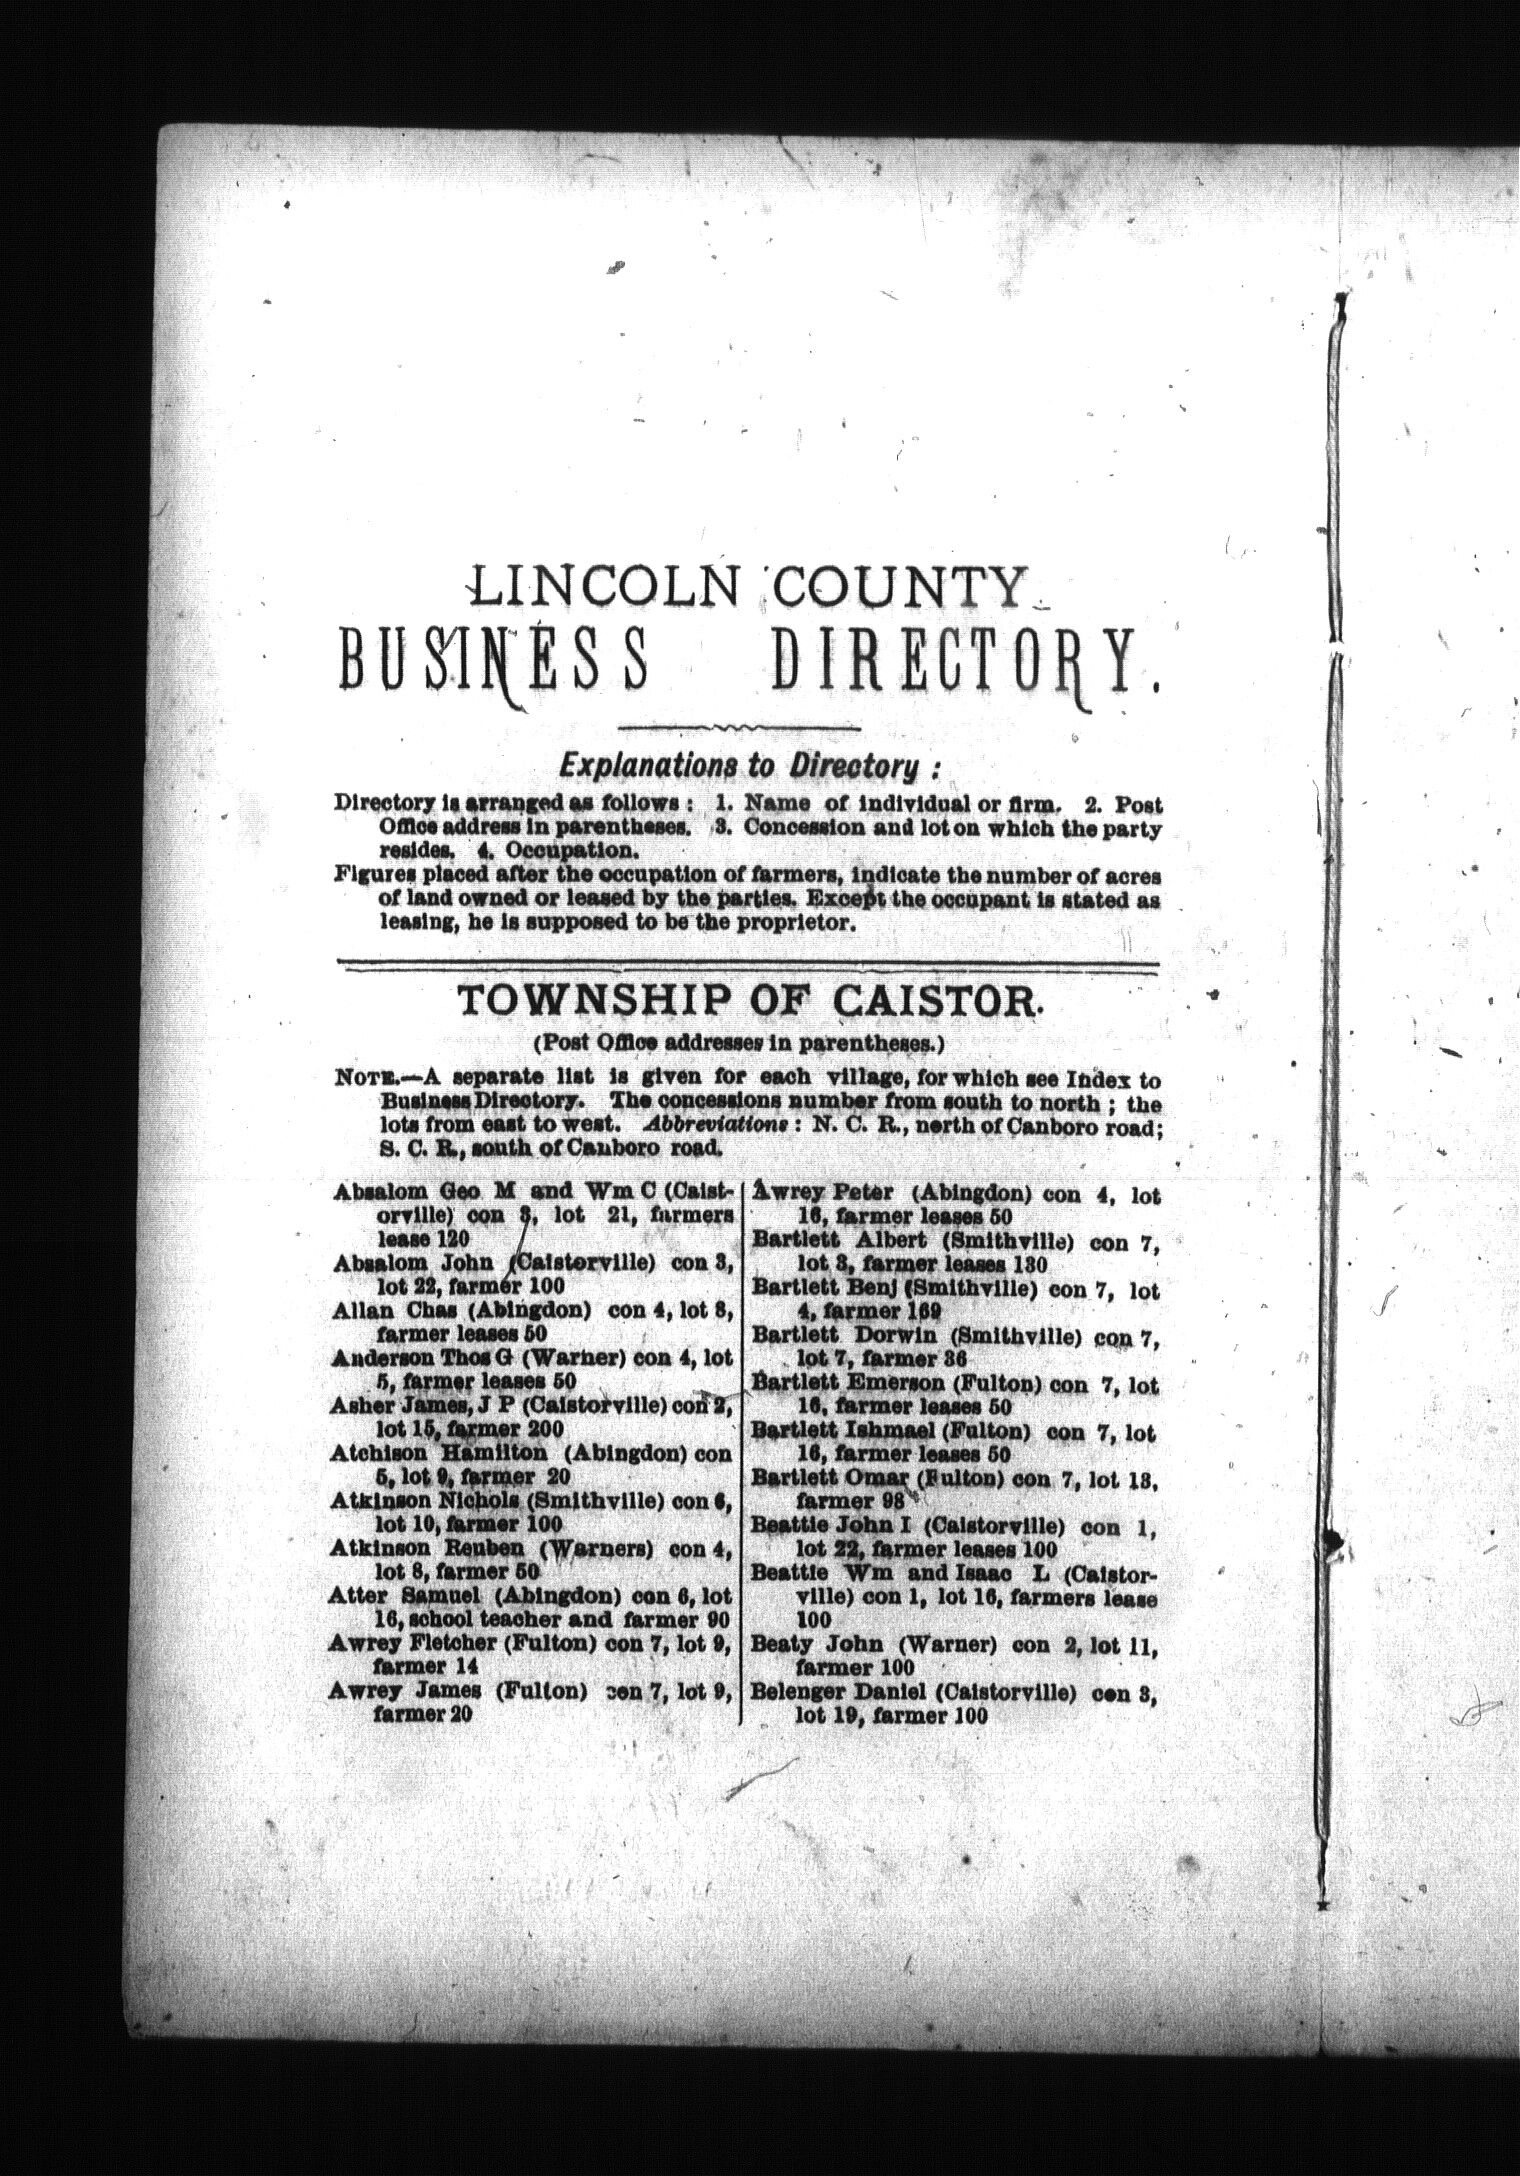 LINCOLN COUNTY
BUSINESS DIRECTORY.
Explanations to Directory :
Directory is arranged as follows : 1. Name of individual or firm. 2. Post
Office address in parentheses. 3. Concession and lot on which the party
resides. 4. Occupation.
Figures placed after the occupation of farmers, indicate the number of acres
of land owned or leased by the parties. Except the occupant is stated as
leasing, he is supposed to be the proprietor.
TOWNSHIP OF CAISTOR.
(Post Office addresses in parentheses.)
NOTE.—A separate list is given for each village, for which see Index to
Business Directory. The concessions number from south to north ; the
lots from east to west. Abbreviations : N. C. R., north of Canboro road;
S. C. R., south of Canboro road.
Absalom Geo M and Wm C (Caist-
orville) con 3, lot 21, farmers
lease 120
Absalom John (Caistorville) con 3,
lot 22, farmer 100
Allan Chas (Abingdon) con 4, lot 8,
farmer leases 50
Anderson Thos G (Warner) con 4, lot
5, farmer leases 50
Asher James, J P (Caistorville) con 2,
lot 15, farmer 200
Atchison Hamilton (Abingdon) con
5, lot 9, farmer 20
Atkinson Nichols (Smithville) con 6,
lot 10, farmer 100
Atkinson Reuben (Warners) con 4,
lot 8, farmer 50
Atter Samuel (Abingdon) con 6, lot
16, school teacher and farmer 90
Awrey Fletcher (Fulton) con 7, lot 9,
farmer 14
Awrey James (Fulton) con 7, lot 9,
farmer 20
Awrey Peter (Abingdon) con 4, lot
16, farmer leases 50
Bartlett Albert (Smithville) con 7,
lot 3, farmer leases 130
Bartlett Benj (Smithville) con 7, lot
4, farmer 169
Bartlett Dorwin (Smithville) con 7,
lot 7, farmer 36
Bartlett Emerson (Fulton) con 7, lot
16, farmer leases 50
Bartlett Ishmael (Fulton) con 7, lot
16, farmer leases 50
Bartlett Omar (Fulton) con 7, lot 13,
farmer 98
Beattie John I (Caistorville) con 1,
lot 22, farmer leases 100
Beattie Wm and Isaac L (Caistor-
ville) con 1, lot 16, farmers lease
100
Beaty John (Warner) con 2, lot 11,
farmer 100
Belenger Daniel (Caistorville) con 3,
lot 19, farmer 100